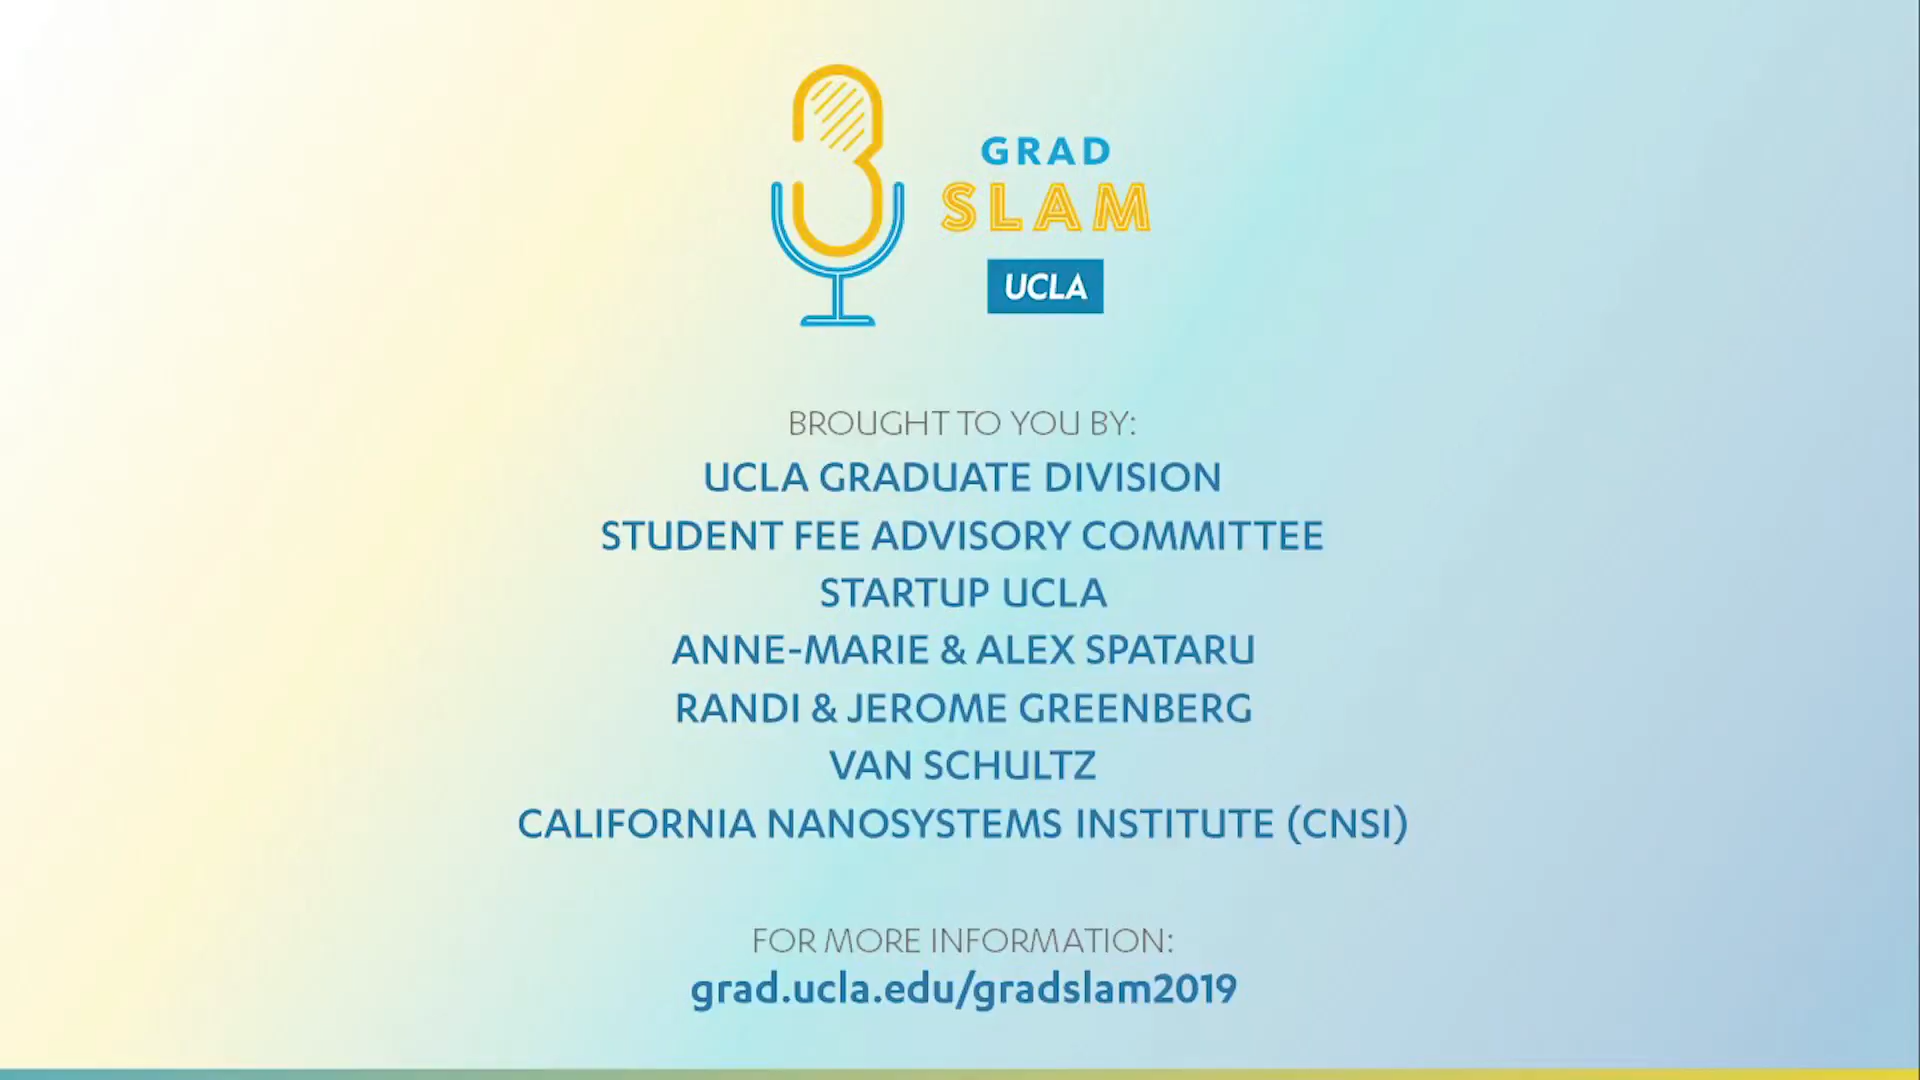 GRAD
SLAM
UCLA
BROUGHT TO YOU BY:
UCLA GRADUATE DIVISION
STUDENT FEE ADVISORY COMMITTEE
STARTUP UCLA
ANNE-MARIE & ALEX SPATARU
RANDI & JEROME GREENBERG
VAN SCHULTZ
CALIFORNIA NANOSYSTEMS INSTITUTE (CNSI)
FOR MORE INFORMATION:
grad.ucla.edu/gradslam2019